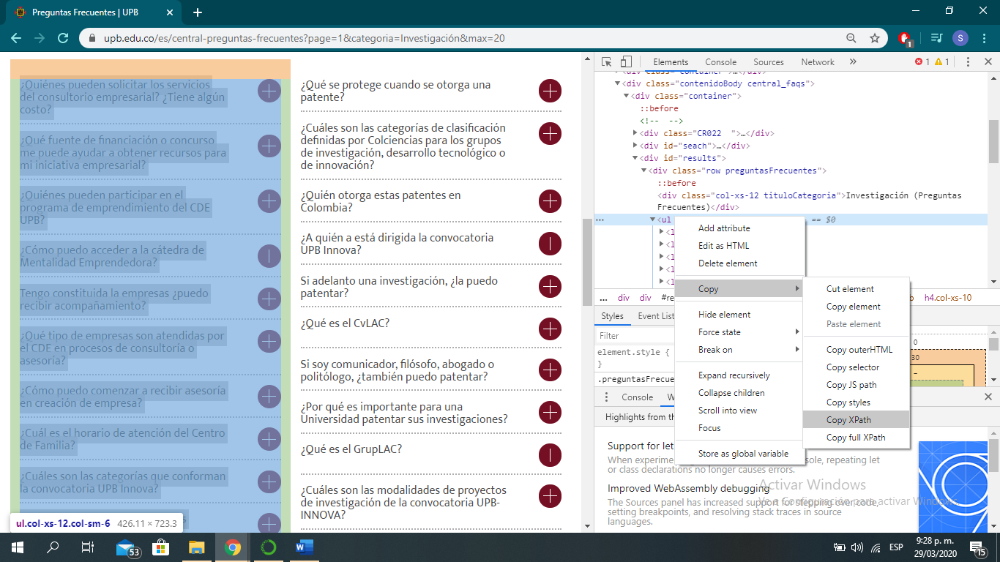 Preguntas Frecuentes | UPB
upb.edu.co/es/central-preguntas-frecuentes?page=1&categoria=Investigación&max=20
1
S
¿Quiénes pueden solicitar los servicios
del consultorio empresarial? ¿Tiene algún
costo?
¿Qué fuente de financiación o concurso
me puede ayudar a obtener recursos para
mi iniciativa empresarial?
¿Quiénes pueden participar en el
programa de emprendimiento del CDE
UPB?
¿Cómo puedo acceder a la cátedra de
Mentalidad Emprendedora?
Tengo constituida la empresas ¿puedo
recibir acompañamiento?
¿Qué tipo de empresas son atendidas por
el CDE en procesos de consultoría o
asesoría?
¿Cómo puedo comenzar a recibir asesoría
en creación de empresa?
¿Cuál es el horario de atención del Centro
de Familia?
¿Cuáles son las categorías que conforman
la convocatoria UPB Innova?
ul.col-xs-12.col-sm-6 426.11 × 723.3
¿Qué se protege cuando se otorga una
patente?
¿Cuáles son las categorías de clasificación
definidas por Colciencias para los grupos
de investigación, desarrollo tecnológico o
de innovación?
¿Quién otorga estas patentes en
Colombia?
¿A quién a está dirigida la convocatoria
UPB Innova?
Si adelanto una investigación, ¿la puedo
patentar?
¿Qué es el CvLAC?
Si soy comunicador, filósofo, abogado o
politólogo, ¿también puedo patentar?
¿Por qué es importante para una
Universidad patentar sus investigaciones?
¿Qué es el GrupLAC?
¿Cuáles son las modalidades de proyectos
de investigación de la convocatoria UPB-
INNOVA?
Elements Console Sources Network » 1 1
<div class="container">…</div>
<div class="contenidoBody central_faqs">
<div class="container">
::before
<!-- -->
<div class="CR022 ">…</div>
<div id="seach">…</div>
<div id="results">
<div class="row preguntasFrecuentes">
::before
<div class="col-xs-12 tituloCategoria">Investigación (Preguntas
Frecuentes)</div>
… <ul == $0
<l
<l
<l
<l
<l
Add attribute
Edit as HTML
Delete element
Copy
Hide element
Force state
Break on
Expand recursively
Collapse children
Scroll into view
Focus
Store as global variable
Cut element
Copy element
Paste element
Copy outerHTML
Copy selector
Copy JS path
Copy styles
Copy XPath
Copy full XPath
… div div #re h4.col-xs-10
Styles Event List
Filter
element.style {
}
.preguntasFrecue
0
30
–
Console W
Highlights from th
Support for let
When experimen sole, repeating let
or class declarations no longer causes errors.
Improved WebAssembly debugging
The Sources panel has increased support for stepping over code,
setting breakpoints, and resolving stack traces in source
languages.
Activar Windows
Ve a Configuración para activar Windows.
53
W
ESP
9:28 p. m.
29/03/2020
15